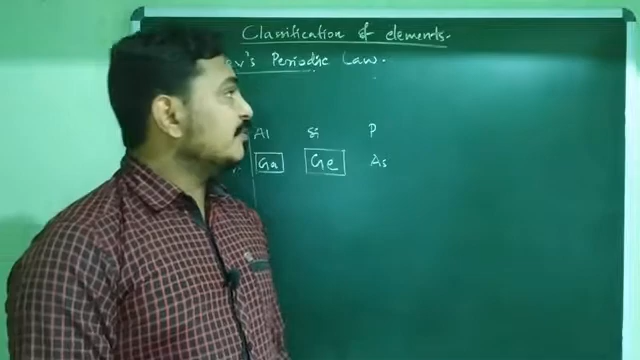 Classification of elements.
Periodic Law.
Al Si P
Ga Ge As